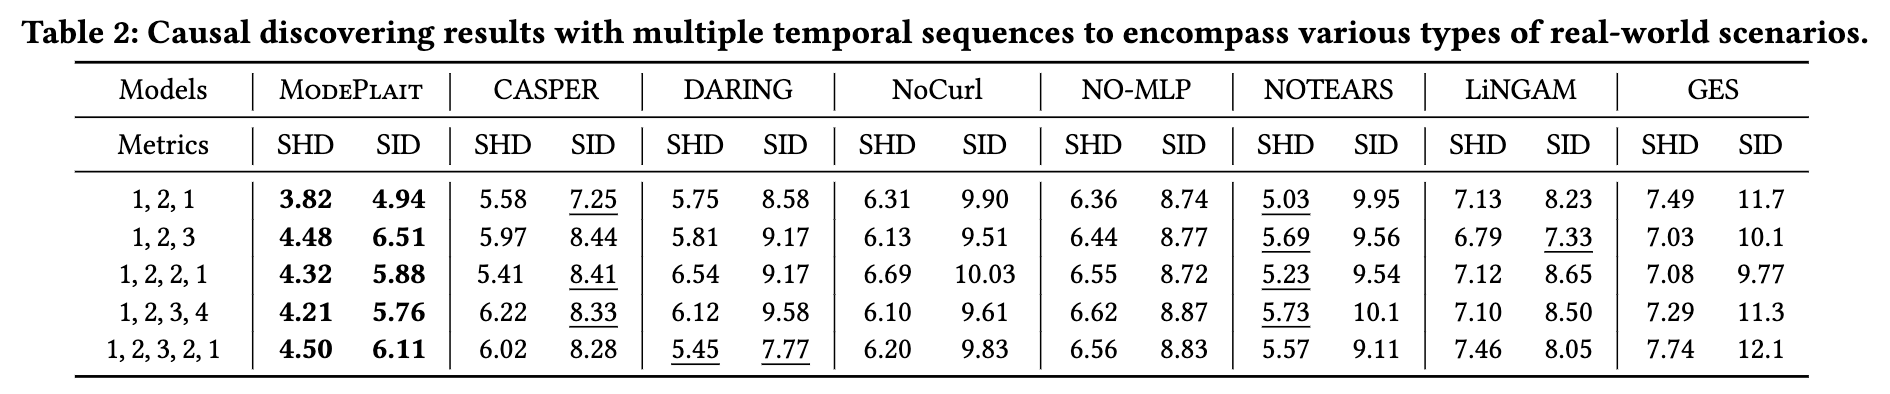 Table 2: Causal discovering results with multiple temporal sequences to encompass various types of real-world scenarios.
Models MODEPLAIT CASPER DARING NoCurl NO-MLP NOTEARS LiNGAM GES
Metrics SHD SID SHD SID SHD SID SHD SID SHD SID SHD SID SHD SID SHD SID
1, 2, 1 3.82 4.94 5.58 7.25 5.75 8.58 6.31 9.90 6.36 8.74 5.03 9.95 7.13 8.23 7.49 11.7
1, 2, 3 4.48 6.51 5.97 8.44 5.81 9.17 6.13 9.51 6.44 8.77 5.69 9.56 6.79 7.33 7.03 10.1
1, 2, 2, 1 4.32 5.88 5.41 8.41 6.54 9.17 6.69 10.03 6.55 8.72 5.23 9.54 7.12 8.65 7.08 9.77
1, 2, 3, 4 4.21 5.76 6.22 8.33 6.12 9.58 6.10 9.61 6.62 8.87 5.73 10.1 7.10 8.50 7.29 11.3
1, 2, 3, 2, 1 4.50 6.11 6.02 8.28 5.45 7.77 6.20 9.83 6.56 8.83 5.57 9.11 7.46 8.05 7.74 12.1